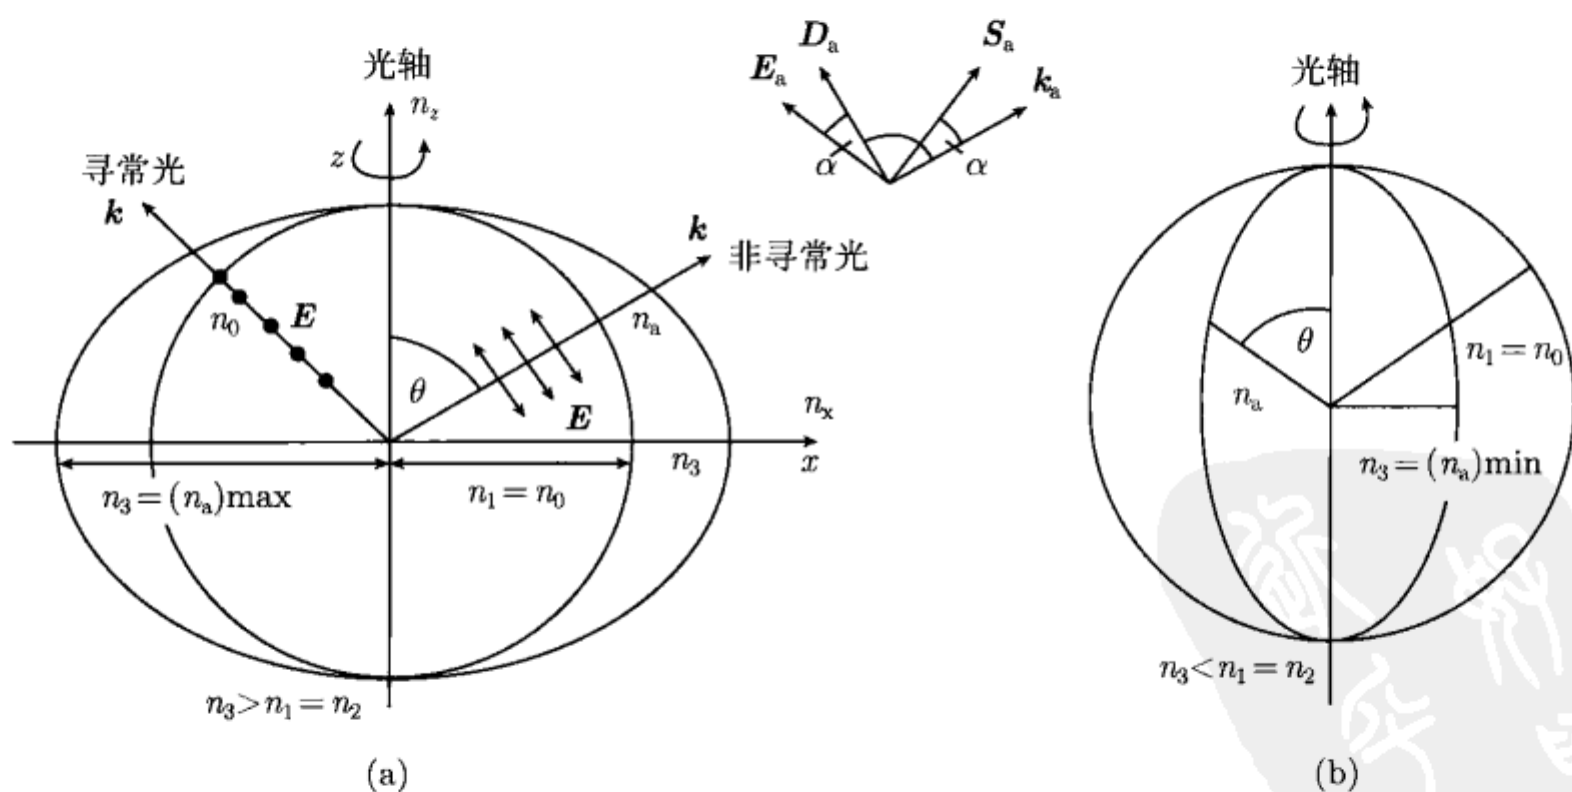 光轴
n_z
z
寻常光
k
n_0
E
θ
E
k
非寻常光
n_a
n_x
x
n_3
n_3=(n_a)max
n_1=n_0
n_3>n_1=n_2
(a)
E_a
D_a
S_a
k_a
α
α
光轴
θ
n_a
n_1=n_0
n_3=(n_a)min
n_3<n_1=n_2
(b)